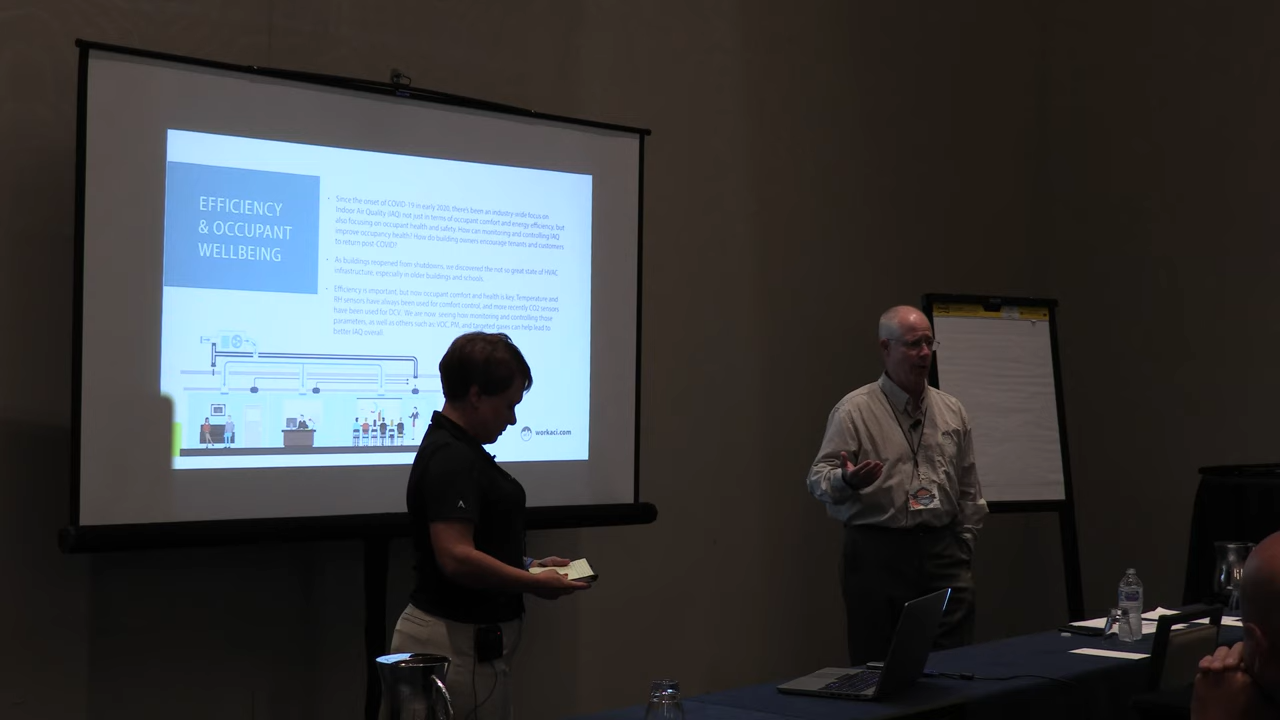 EFFICIENCY
& OCCUPANT
WELLBEING
• Since the onset of COVID-19 in early 2020, there's been an industry-wide focus on
Indoor Air Quality (IAQ) not just in terms of occupant comfort and energy efficiency, but
also focusing on occupant health and safety. How can monitoring and controlling IAQ
improve occupancy health? How do building owners encourage tenants and customers
to return post COVID?
• As buildings reopened from shutdowns, we discovered the not so great state of HVAC
infrastructure, especially in older buildings and schools.
• Efficiency is important, but now occupant comfort and health is key. Temperature and
RH sensors have always been used for comfort control, and more recently CO2 sensors
have been used for DCV. We are now seeing how monitoring and controlling those
parameters, as well as others such as VOC, PM, and targeted gases can help lead to
better IAQ overall.
workaci.com